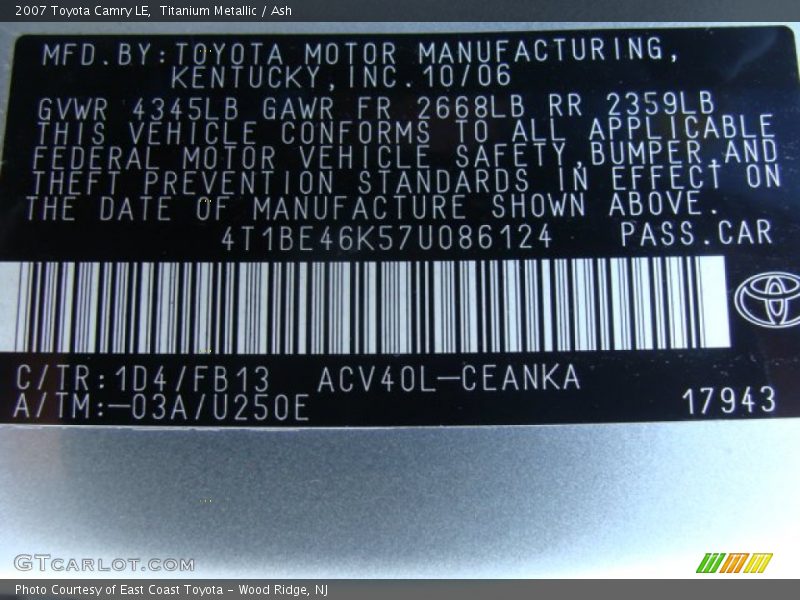 2007 Toyota Camry LE,  Titanium Metallic / Ash
MFD.BY:TOYOTA MOTOR MANUFACTURING,
KENTUCKY,INC.10/06
GVWR 4345LB GAWR FR 2668LB RR 2359LB
THIS VEHICLE CONFORMS TO ALL APPLICABLE
FEDERAL MOTOR VEHICLE SAFETY,BUMPER,AND
THEFT PREVENTION STANDARDS IN EFFECT ON
THE DATE OF MANUFACTURE SHOWN ABOVE.
4T1BE46K57U086124 PASS.CAR
C/TR:1D4/FB13 ACV40L-CEANKA
A/TM:-03A/U250E 17943
GTCARLOT.COM
Photo Courtesy of East Coast Toyota – Wood Ridge, NJ